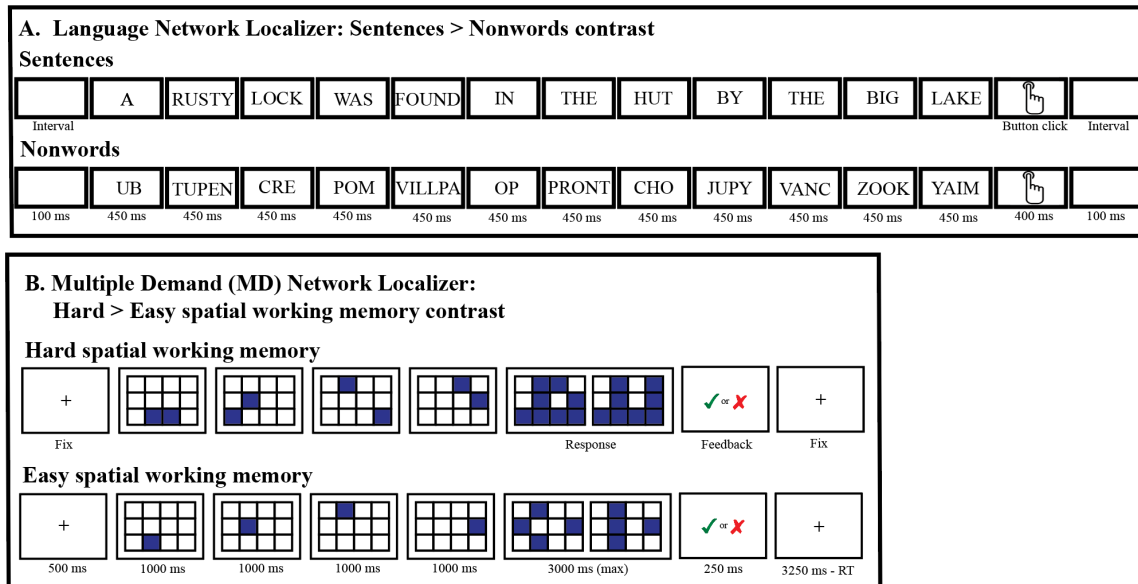 A. Language Network Localizer: Sentences > Nonwords contrast
Sentences
A RUSTY LOCK WAS FOUND IN THE HUT BY THE BIG LAKE
Interval Button click Interval
Nonwords
UB TUPEN CRE POM VILLPA OP PRONT CHO JUPY VANC ZOOK YAIM
100 ms 450 ms 450 ms 450 ms 450 ms 450 ms 450 ms 450 ms 450 ms 450 ms 450 ms 450 ms 450 ms 400 ms 100 ms
B. Multiple Demand (MD) Network Localizer:
Hard > Easy spatial working memory contrast
Hard spatial working memory
+ ✓ or ✗ +
Fix Response Feedback Fix
Easy spatial working memory
+ ✓ or ✗ +
500 ms 1000 ms 1000 ms 1000 ms 1000 ms 3000 ms (max) 250 ms 3250 ms - RT